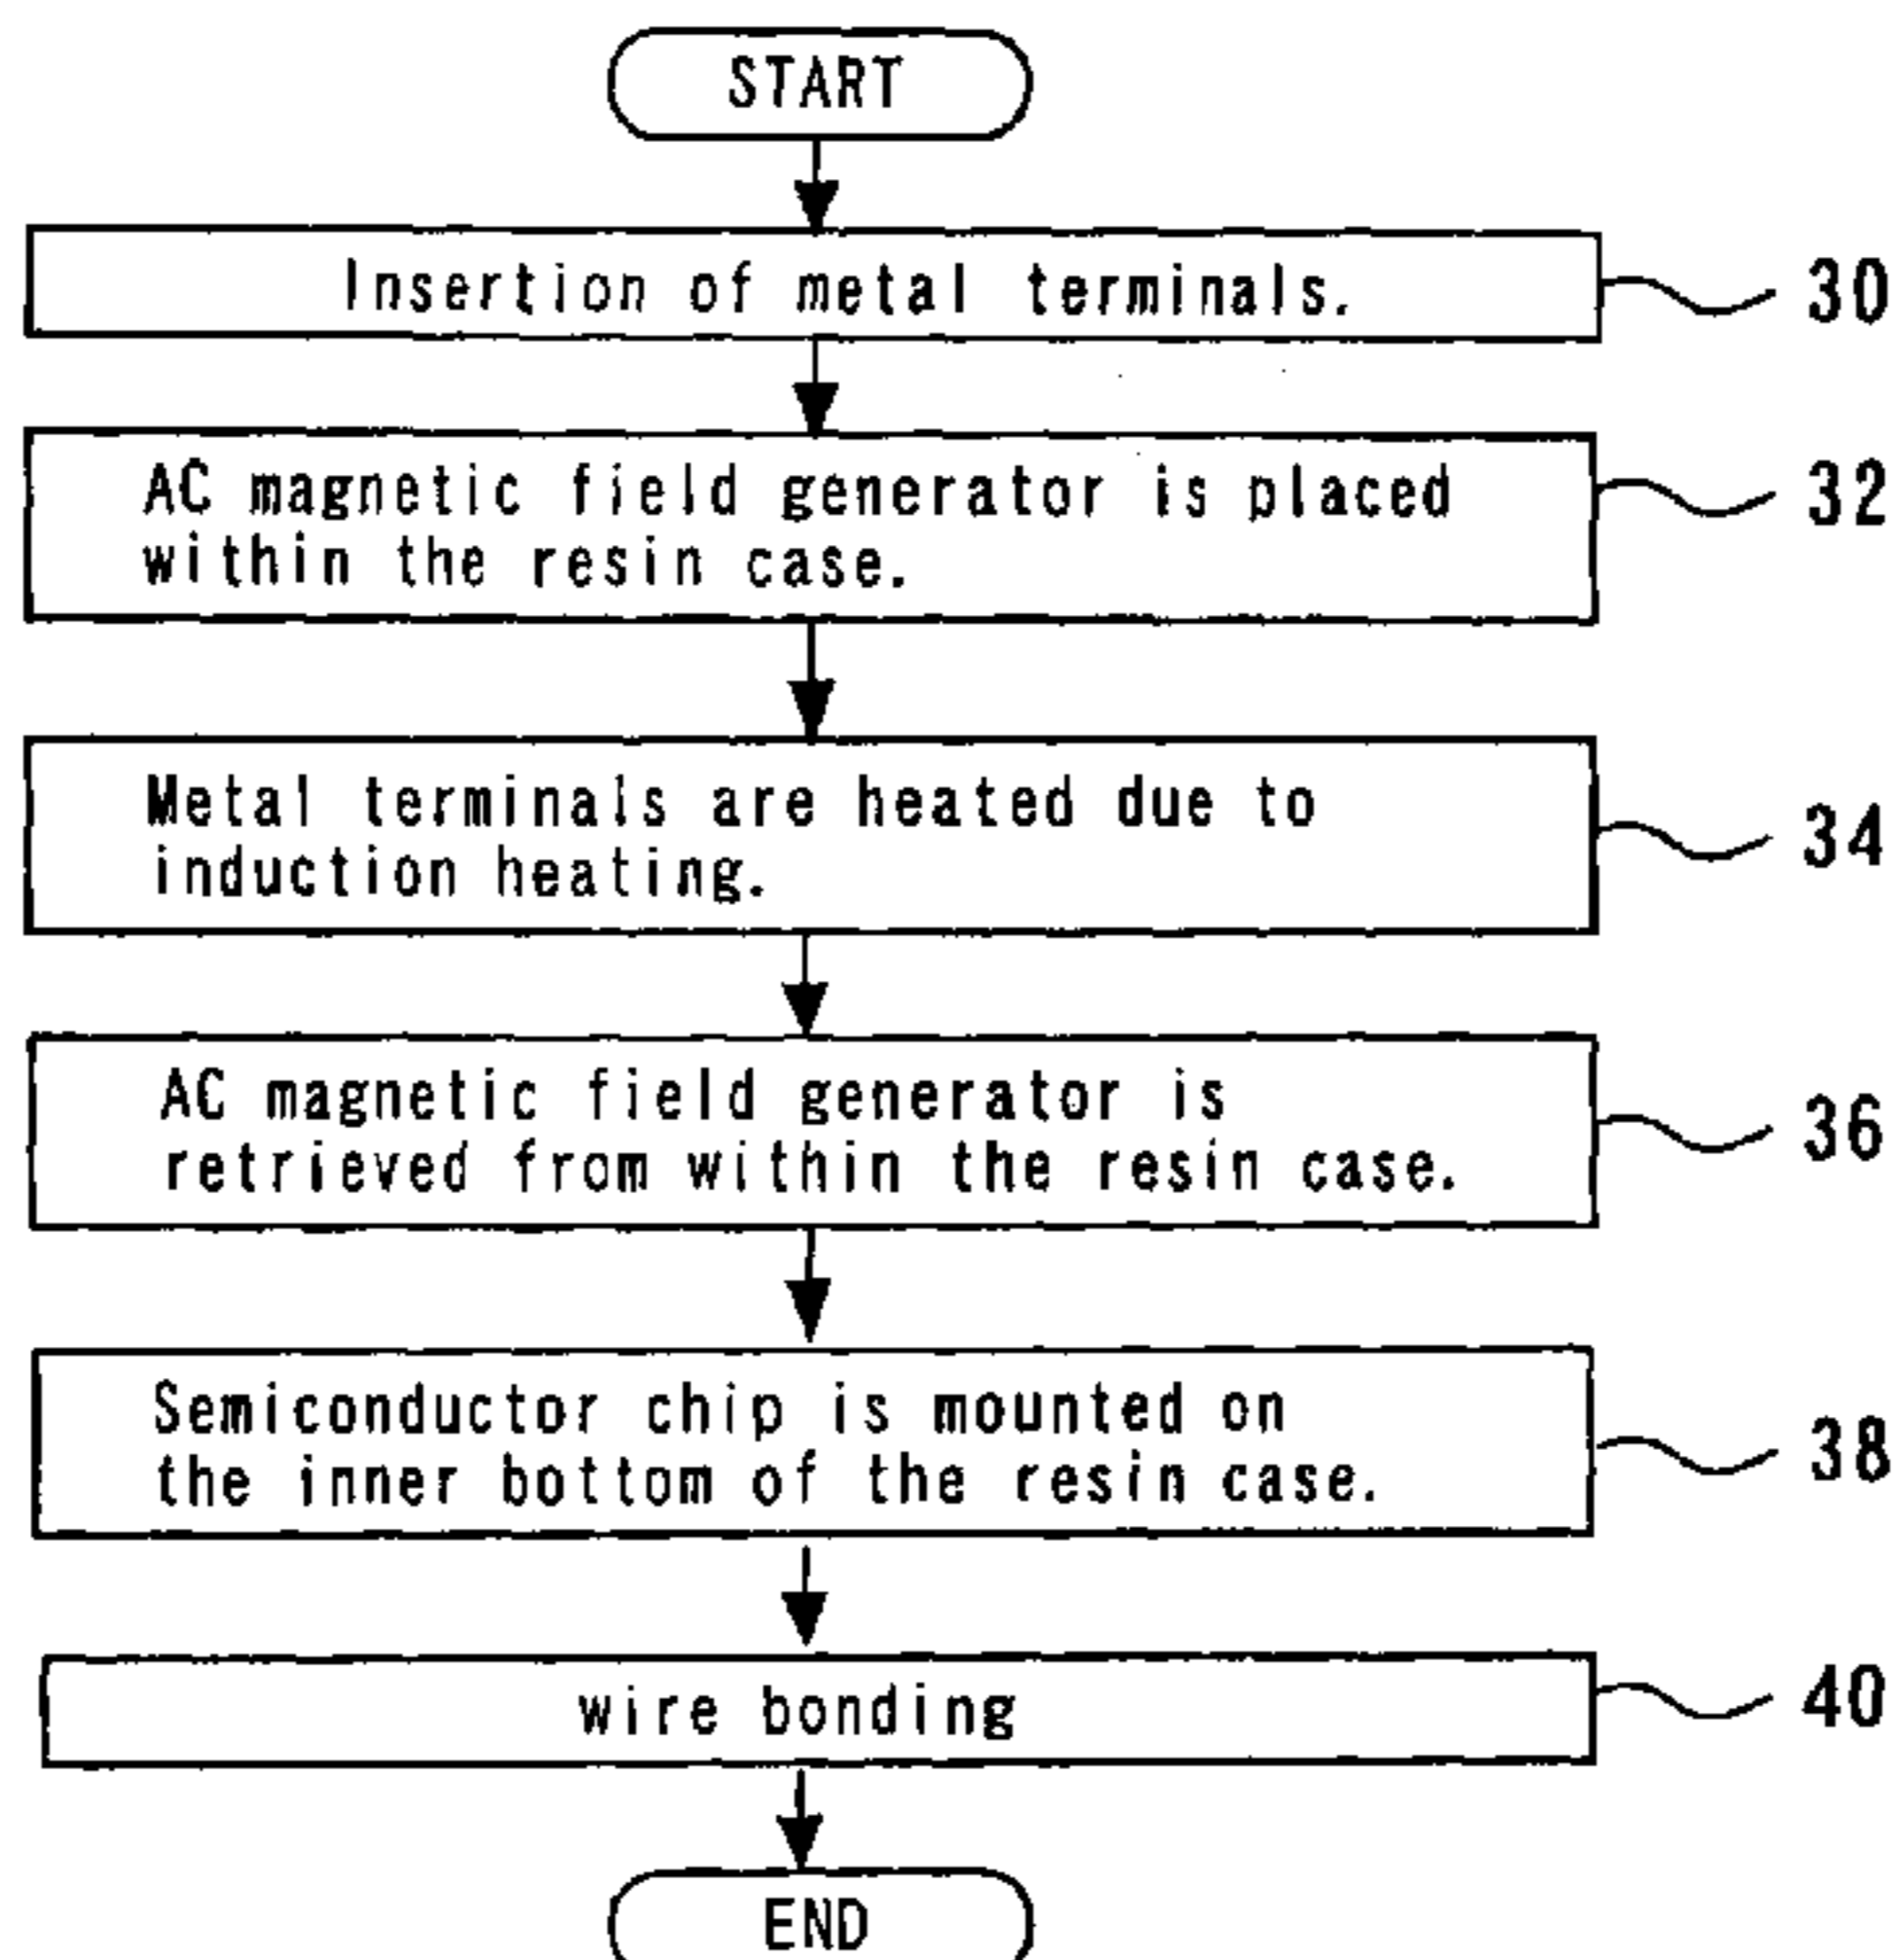 START
Insertion of metal terminals.
30
AC magnetic field generator is placed
within the resin case.
32
Metal terminals are heated due to
induction heating.
34
AC magnetic field generator is
retrieved from within the resin case.
36
Semiconductor chip is mounted on
the inner bottom of the resin case.
38
wire bonding
40
END